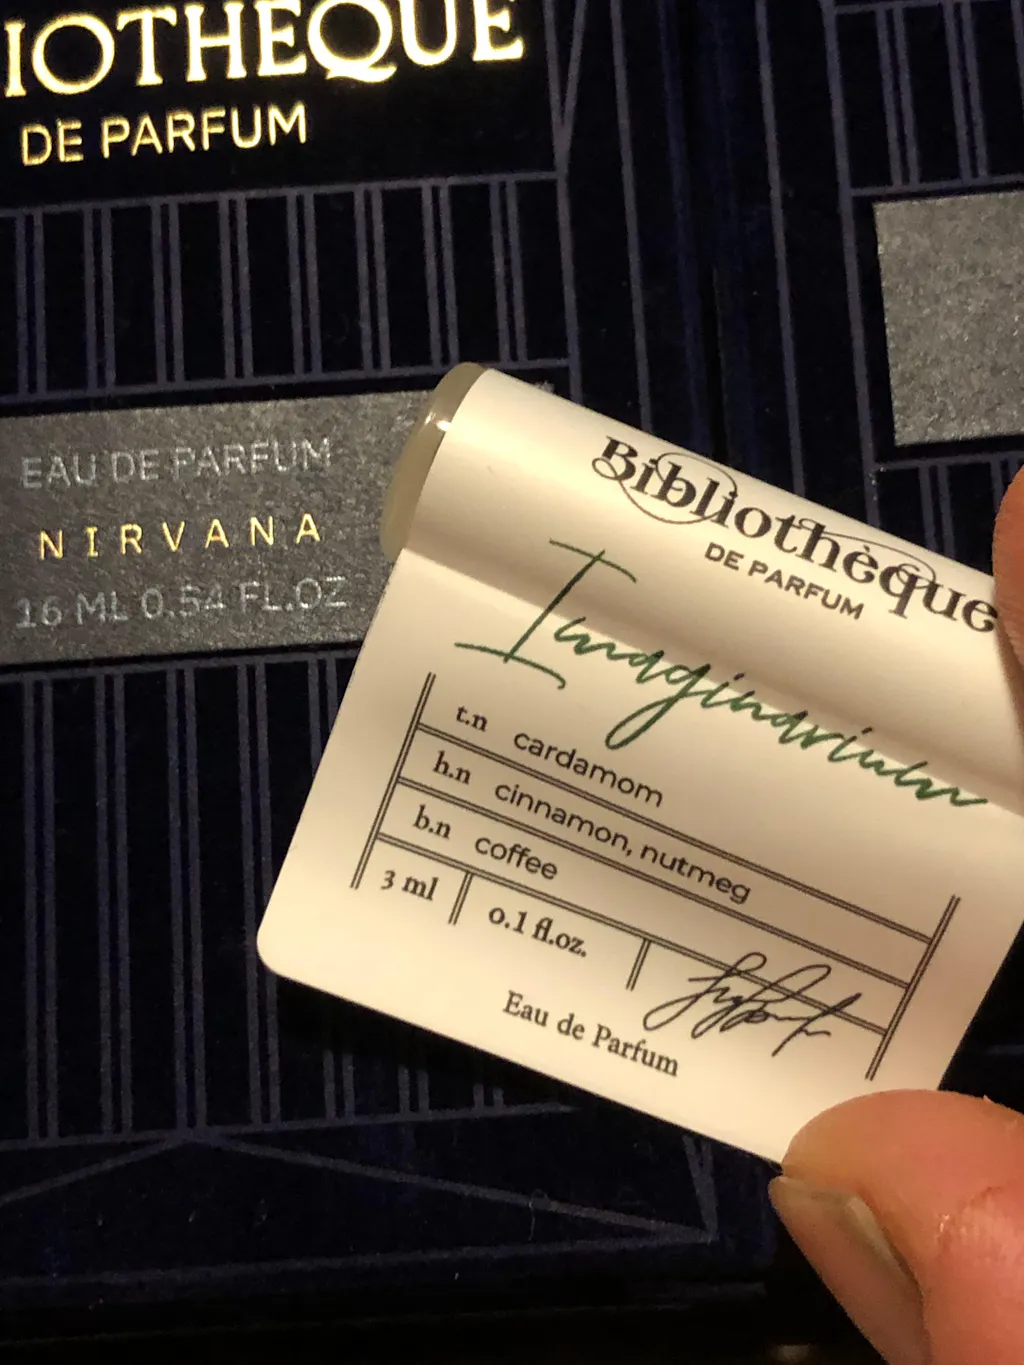 IOTHEQUE
DE PARFUM
EAU DE PARFUM
NIRVANA
16 ML 0.54 FL.OZ
Bibliothèque
DE PARFUM
Imaginarium
t.n cardamom
h.n cinnamon, nutmeg
b.n coffee
3 ml 0.1 fl.oz.
Eau de Parfum